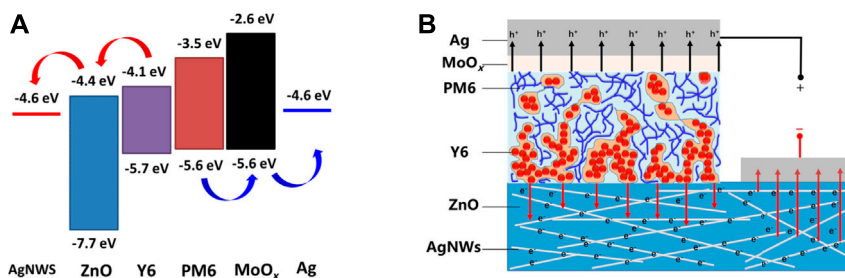 A
-2.6 eV
-3.5 eV
-4.1 eV
-4.4 eV
-4.6 eV
-4.6 eV
-5.7 eV
-5.6 eV
-5.6 eV
-7.7 eV
AgNWS ZnO Y6 PM6 MoOx Ag
B
Ag
h+ h+ h+ h+ h+ h+ h+ h+
MoOx
PM6
+
−
Y6
ZnO
AgNWs
e- e- e- e- e- e- e- e- e- e- e-